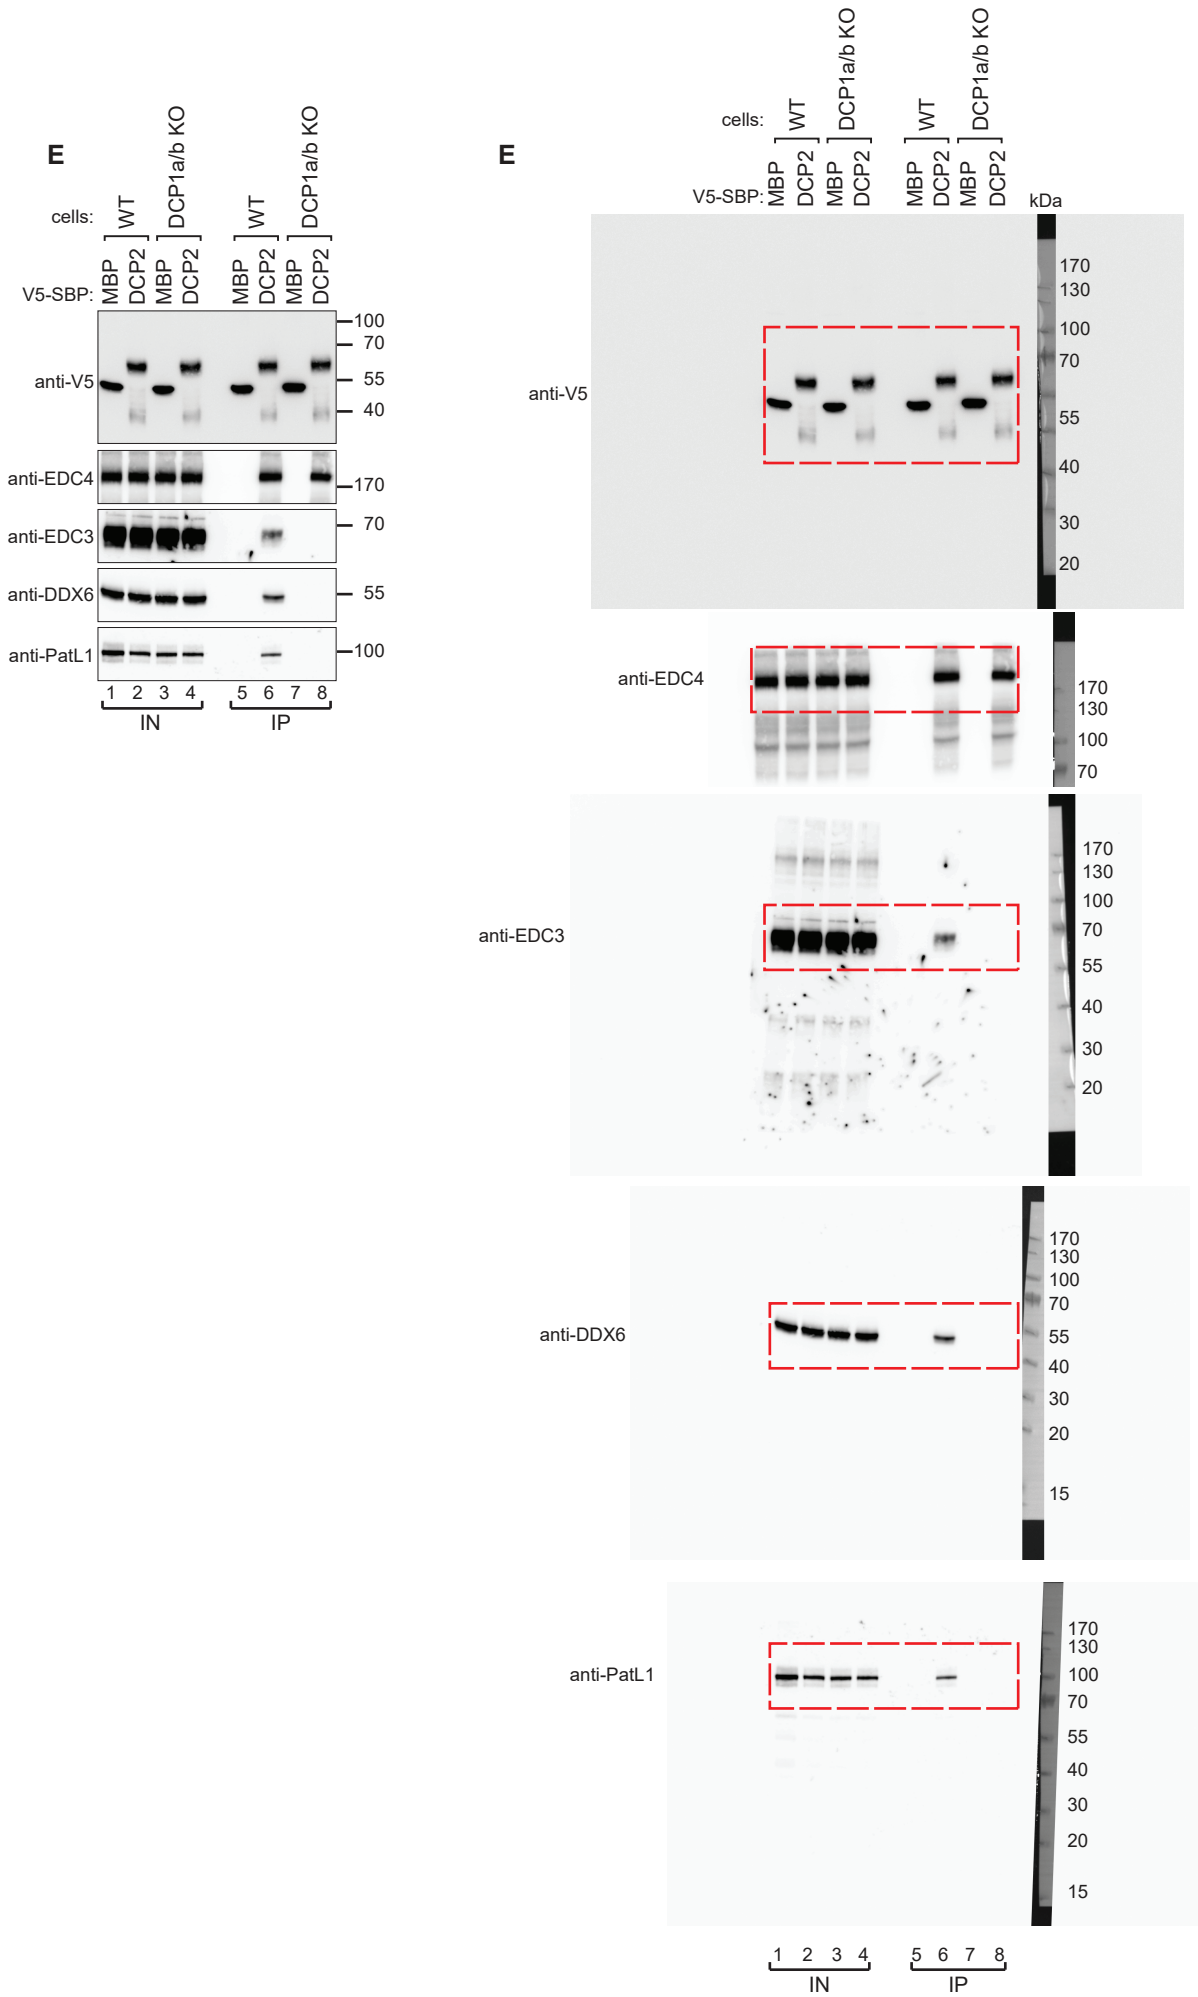 E
cells:
WT
DCP1a/b KO
WT
DCP1a/b KO
V5-SBP:
MBP
DCP2
MBP
DCP2
MBP
DCP2
MBP
DCP2
anti-V5
100
70
55
40
anti-EDC4
170
anti-EDC3
70
anti-DDX6
55
anti-PatL1
100
1 2 3 4 5 6 7 8
IN IP
E
cells:
WT
DCP1a/b KO
WT
DCP1a/b KO
V5-SBP:
MBP
DCP2
MBP
DCP2
MBP
DCP2
MBP
DCP2
kDa
anti-V5
170
130
100
70
55
40
30
20
anti-EDC4
170
130
100
70
anti-EDC3
170
130
100
70
55
40
30
20
anti-DDX6
170
130
100
70
55
40
30
20
15
anti-PatL1
170
130
100
70
55
40
30
20
15
1 2 3 4 5 6 7 8
IN IP